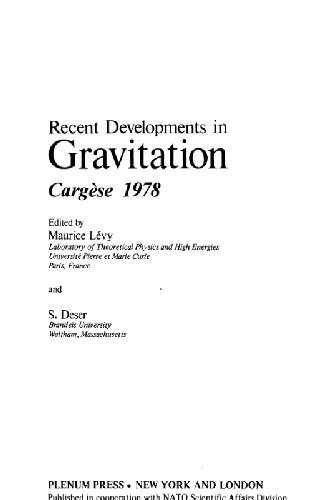 Recent Developments in
Gravitation
Cargèse 1978
Edited by
Maurice Lévy
Laboratory of Theoretical Physics and High Energies
Université Pierre et Marie Curie
Paris, France
and
S. Deser
Brandeis University
Waltham, Massachusetts
PLENUM PRESS • NEW YORK AND LONDON
Published in cooperation with NATO Scientific Affairs Division